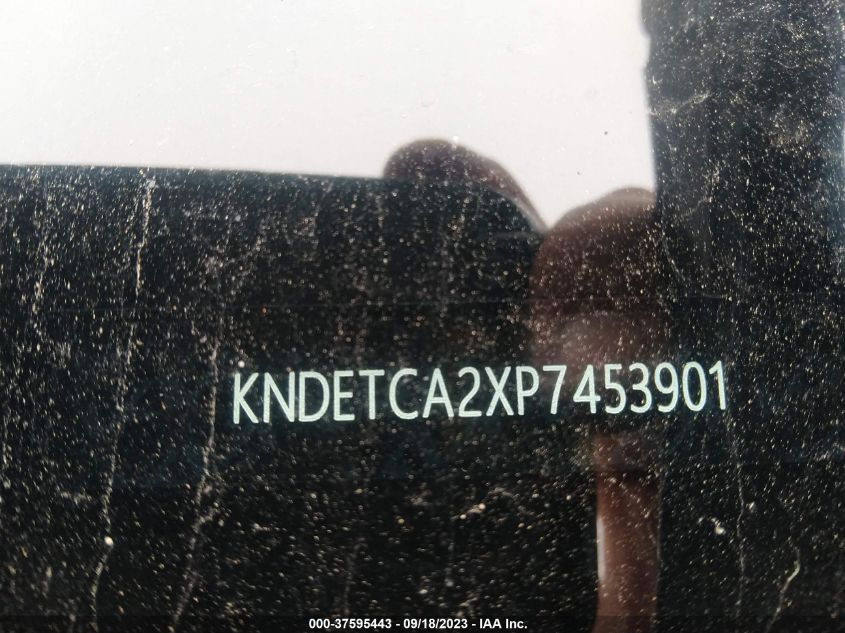 KNDETCA2XP7453901
000-37595443 - 09/18/2023 - IAA Inc.